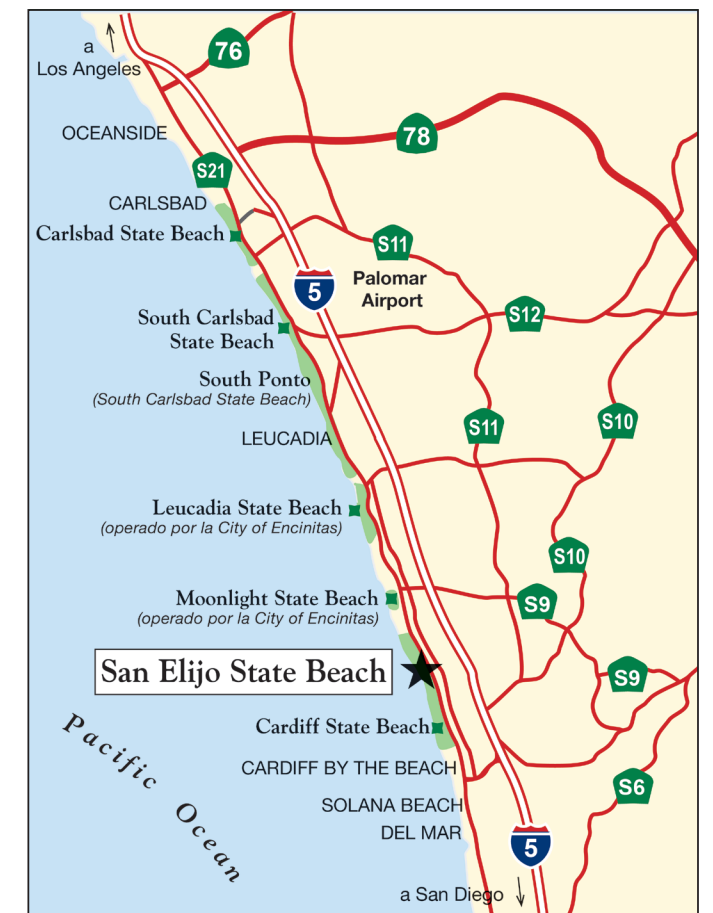 a
Los Angeles
76
78
OCEANSIDE
S21
CARLSBAD
Carlsbad State Beach
S11
Palomar
Airport
5
S12
South Carlsbad
State Beach
South Ponto
(South Carlsbad State Beach)
S11
S10
LEUCADIA
Leucadia State Beach
(operado por la City of Encinitas)
S10
Moonlight State Beach
(operado por la City of Encinitas)
S9
San Elijo State Beach
S9
Cardiff State Beach
Pacific Ocean
CARDIFF BY THE BEACH
S6
SOLANA BEACH
DEL MAR
5
a San Diego